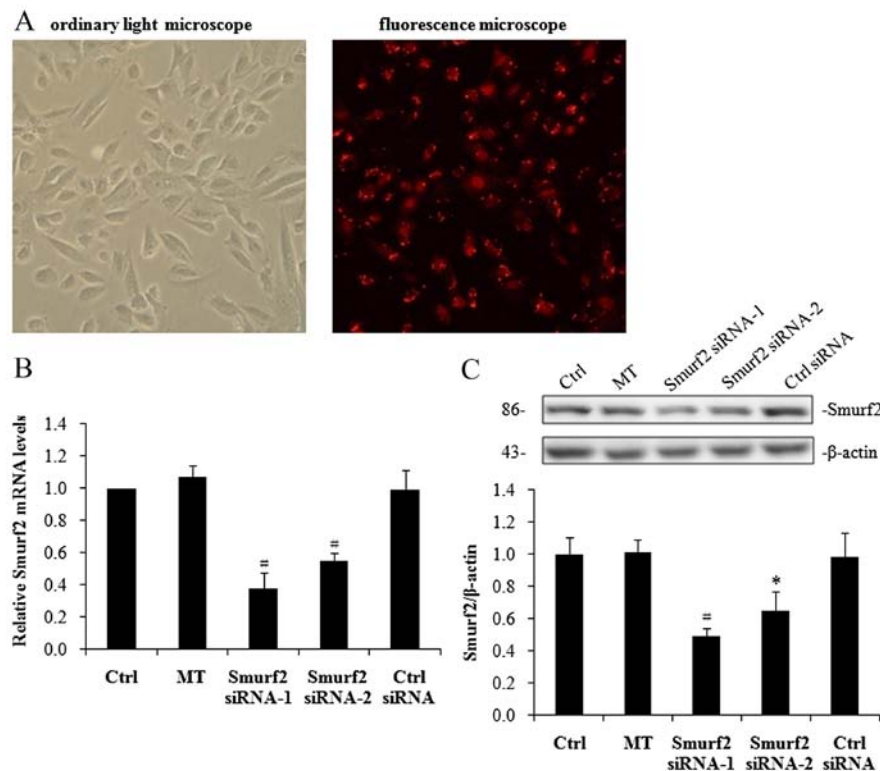 A
ordinary light microscope
fluorescence microscope
B
Relative Smurf2 mRNA levels
1.4
1.2
1.0
0.8
0.6
0.4
0.2
0.0
#
#
Ctrl
MT
Smurf2
siRNA-1
Smurf2
siRNA-2
Ctrl
siRNA
C
Ctrl
MT
Smurf2 siRNA-1
Smurf2 siRNA-2
Ctrl siRNA
86-
-Smurf2
43-
-β-actin
Smurf2/β-actin
1.4
1.2
1.0
0.8
0.6
0.4
0.2
0.0
#
*
Ctrl
MT
Smurf2
siRNA-1
Smurf2
siRNA-2
Ctrl
siRNA